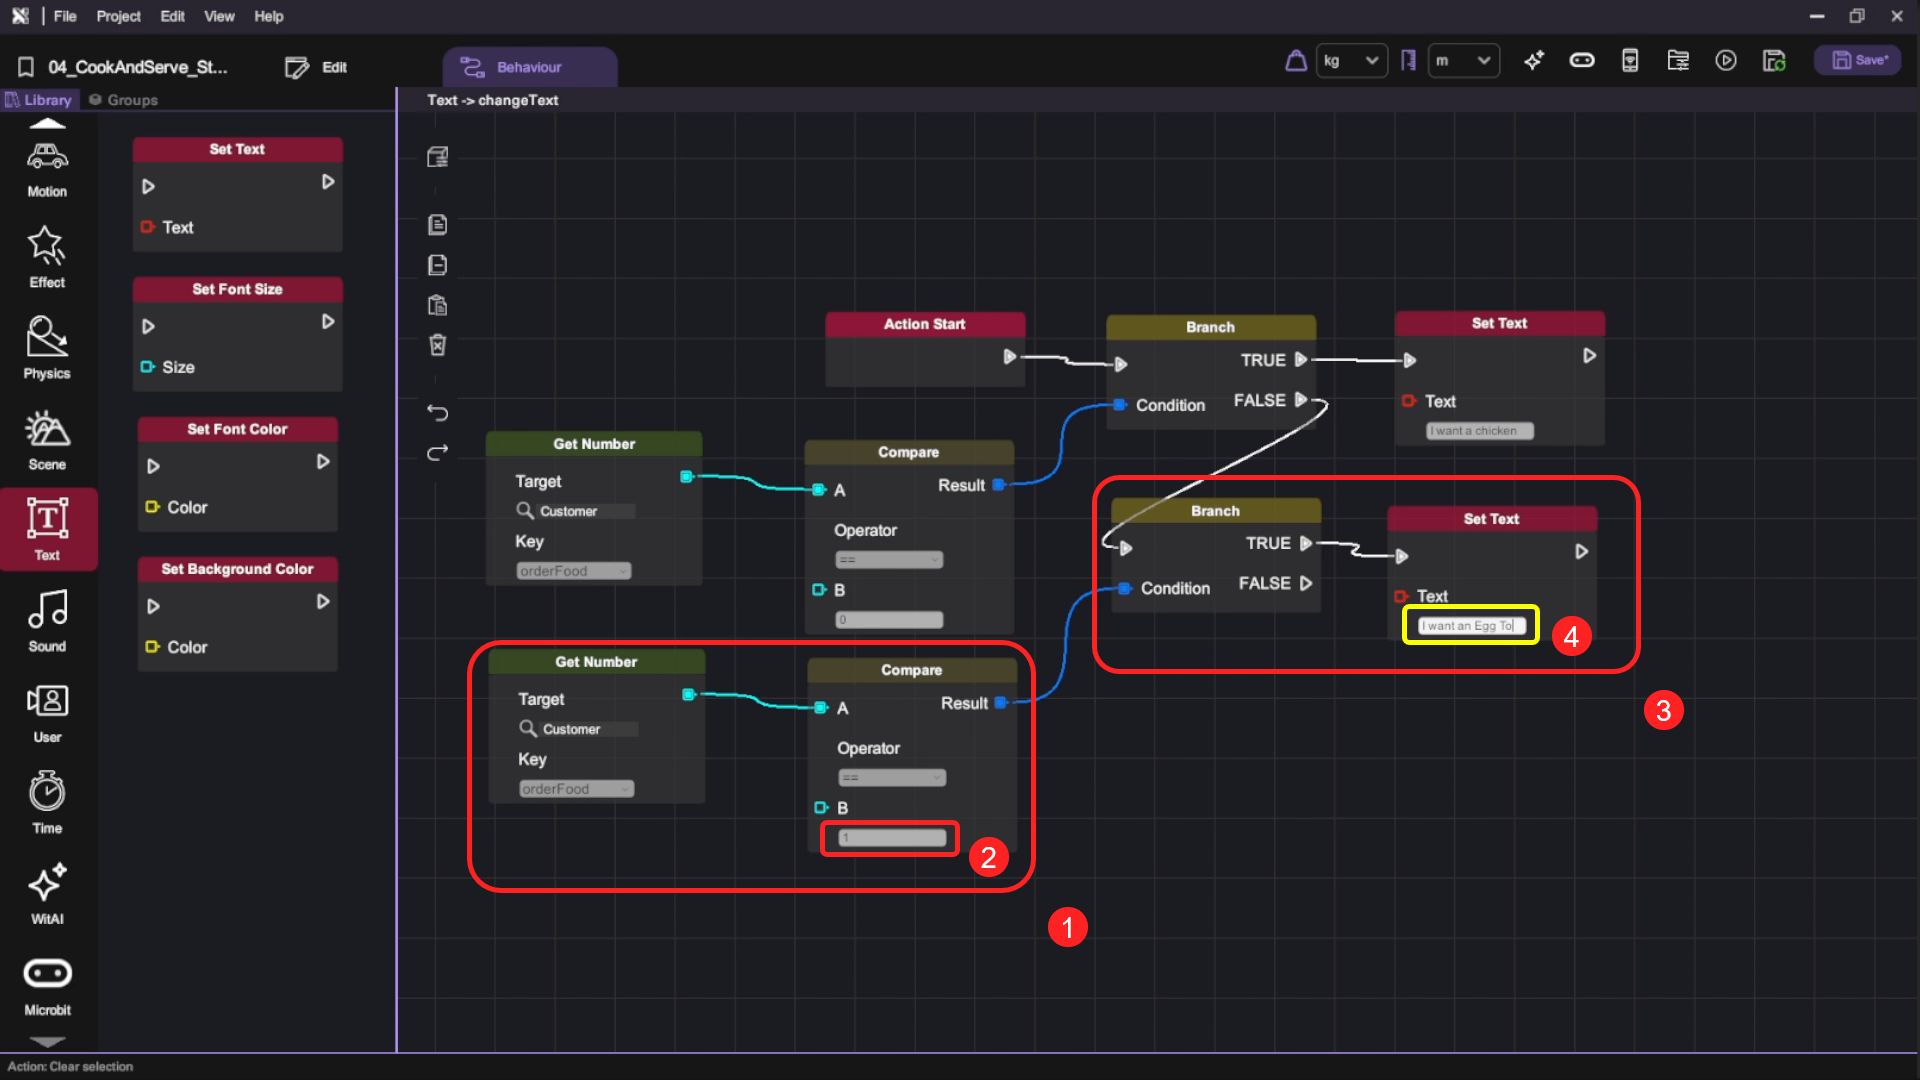 File Project Edit View Help
04_CookAndServe_St... Edit
Behaviour
kg
m
Save*
Library Groups
Text -> changeText
Motion
Effect
Physics
Scene
Text
Sound
User
Time
WitAI
Microbit
Set Text
Text
Set Font Size
Size
Set Font Color
Color
Set Background Color
Color
Action Start
Branch
TRUE
Condition FALSE
Set Text
Text
I want a chicken
Get Number
Target
Customer
Key
orderFood
Compare
A Result
Operator
==
B
0
Branch
TRUE
Condition FALSE
Set Text
Text
I want an Egg To
4
3
Get Number
Target
Customer
Key
orderFood
Compare
A Result
Operator
==
B
1
2
1
Action: Clear selection